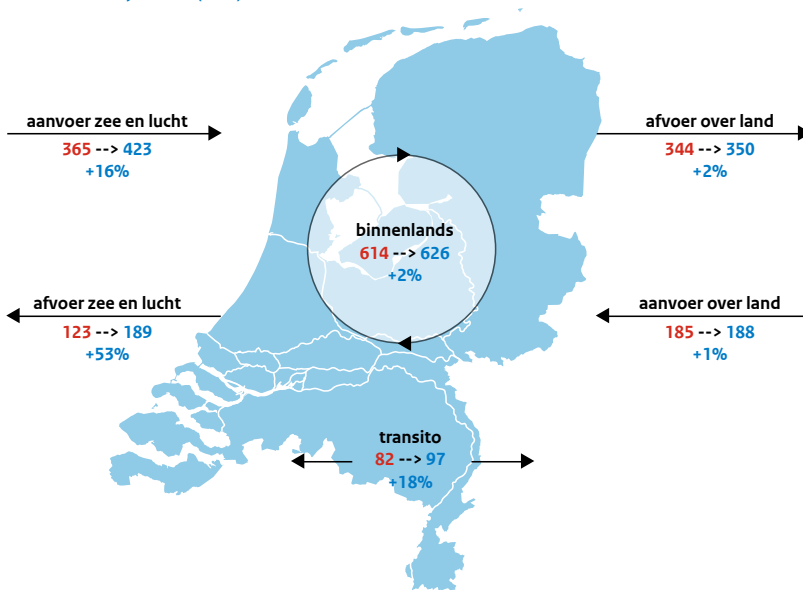 aanvoer zee en lucht
365 --> 423
+16%
afvoer over land
344 --> 350
+2%
binnenlands
614 --> 626
+2%
afvoer zee en lucht
123 --> 189
+53%
aanvoer over land
185 --> 188
+1%
transito
82 --> 97
+18%